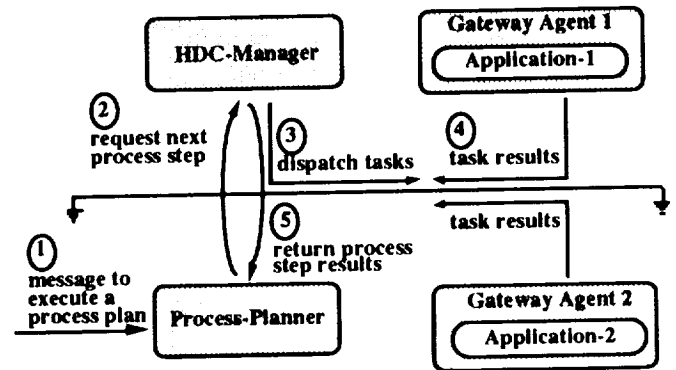 HDC-Manager
Gateway Agent 1
Application-1
2
request next
process step
3
dispatch tasks
4
task results
5
return process
step results
task results
1
message to
execute a
process plan
Process-Planner
Gateway Agent 2
Application-2